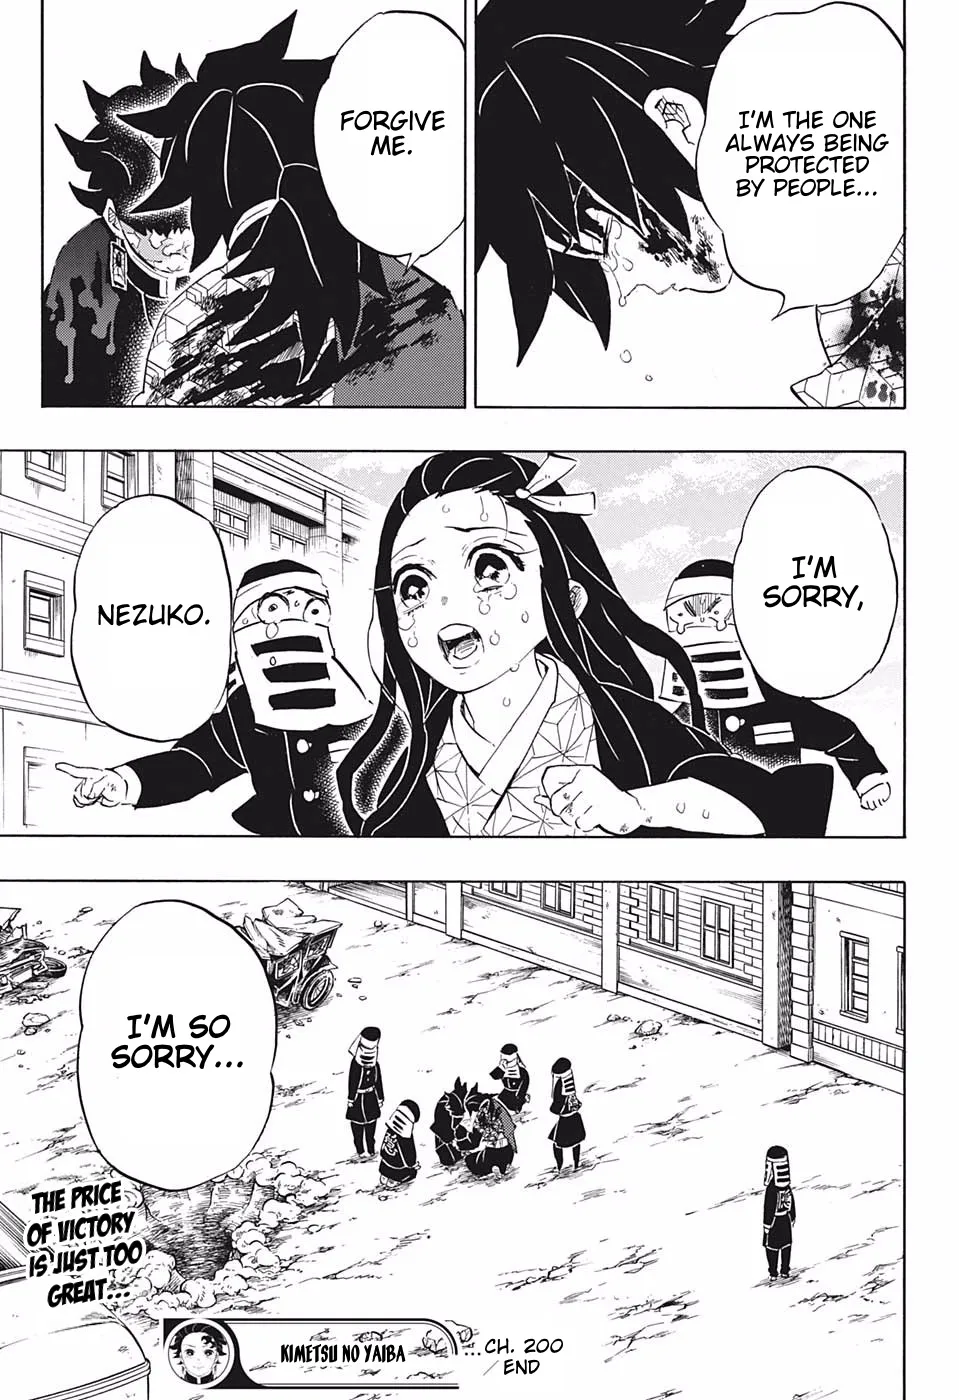 I'M THE ONE
ALWAYS BEING
PROTECTED
BY PEOPLE...
FORGIVE
ME.
I'M
SORRY,
NEZUKO.
I'M SO
SORRY...
THE PRICE
OF VICTORY
IS JUST TOO
GREAT...
KIMETSU NO YAIBA
...CH. 200
END